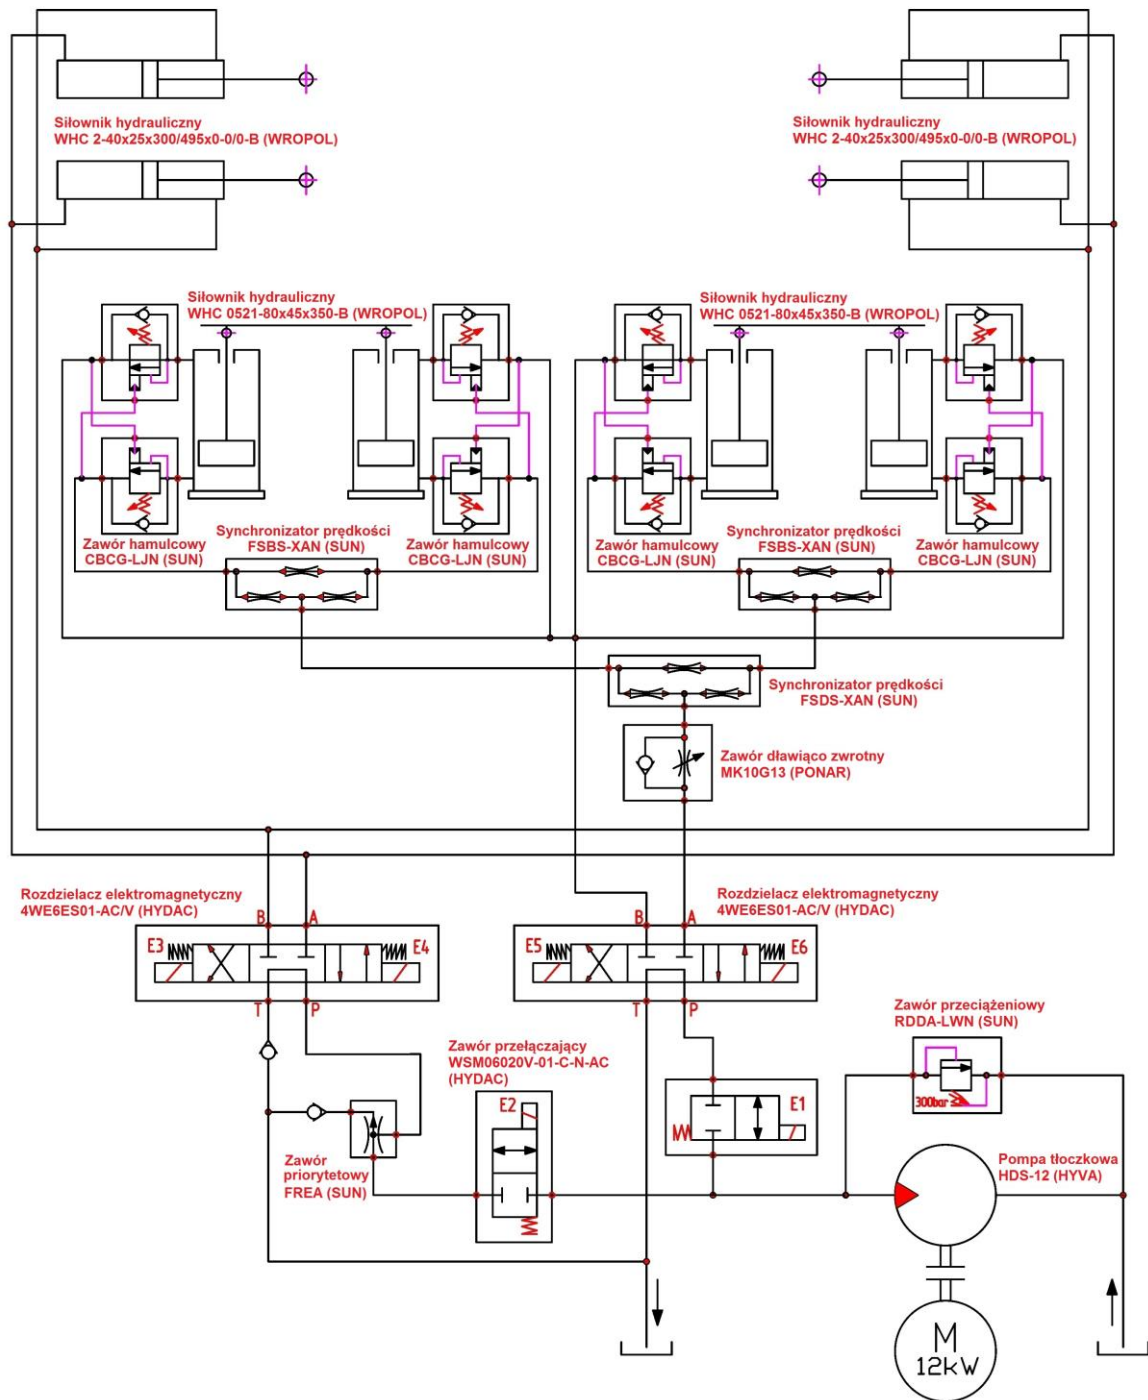 Siłownik hydrauliczny
WHC 2-40x25x300/495x0-0/0-B (WROPOL)
Siłownik hydrauliczny
WHC 2-40x25x300/495x0-0/0-B (WROPOL)
Siłownik hydrauliczny
WHC 0521-80x45x350-B (WROPOL)
Siłownik hydrauliczny
WHC 0521-80x45x350-B (WROPOL)
Zawór hamulcowy
CBCG-LJN (SUN)
Synchronizator prędkości
FSBS-XAN (SUN)
Zawór hamulcowy
CBCG-LJN (SUN)
Zawór hamulcowy
CBCG-LJN (SUN)
Synchronizator prędkości
FSBS-XAN (SUN)
Zawór hamulcowy
CBCG-LJN (SUN)
Synchronizator prędkości
FSDS-XAN (SUN)
Zawór dławiąco zwrotny
MK10G13 (PONAR)
Rozdzielacz elektromagnetyczny
4WE6ES01-AC/V (HYDAC)
B A
E3 E4
T P
Rozdzielacz elektromagnetyczny
4WE6ES01-AC/V (HYDAC)
B A
E5 E6
T P
Zawór przeciążeniowy
RDDA-LWN (SUN)
300bar
Zawór przełączający
WSM06020V-01-C-N-AC
(HYDAC)
E2
E1
Zawór
priorytetowy
FREA (SUN)
Pompa tłoczkowa
HDS-12 (HYVA)
M
12kW